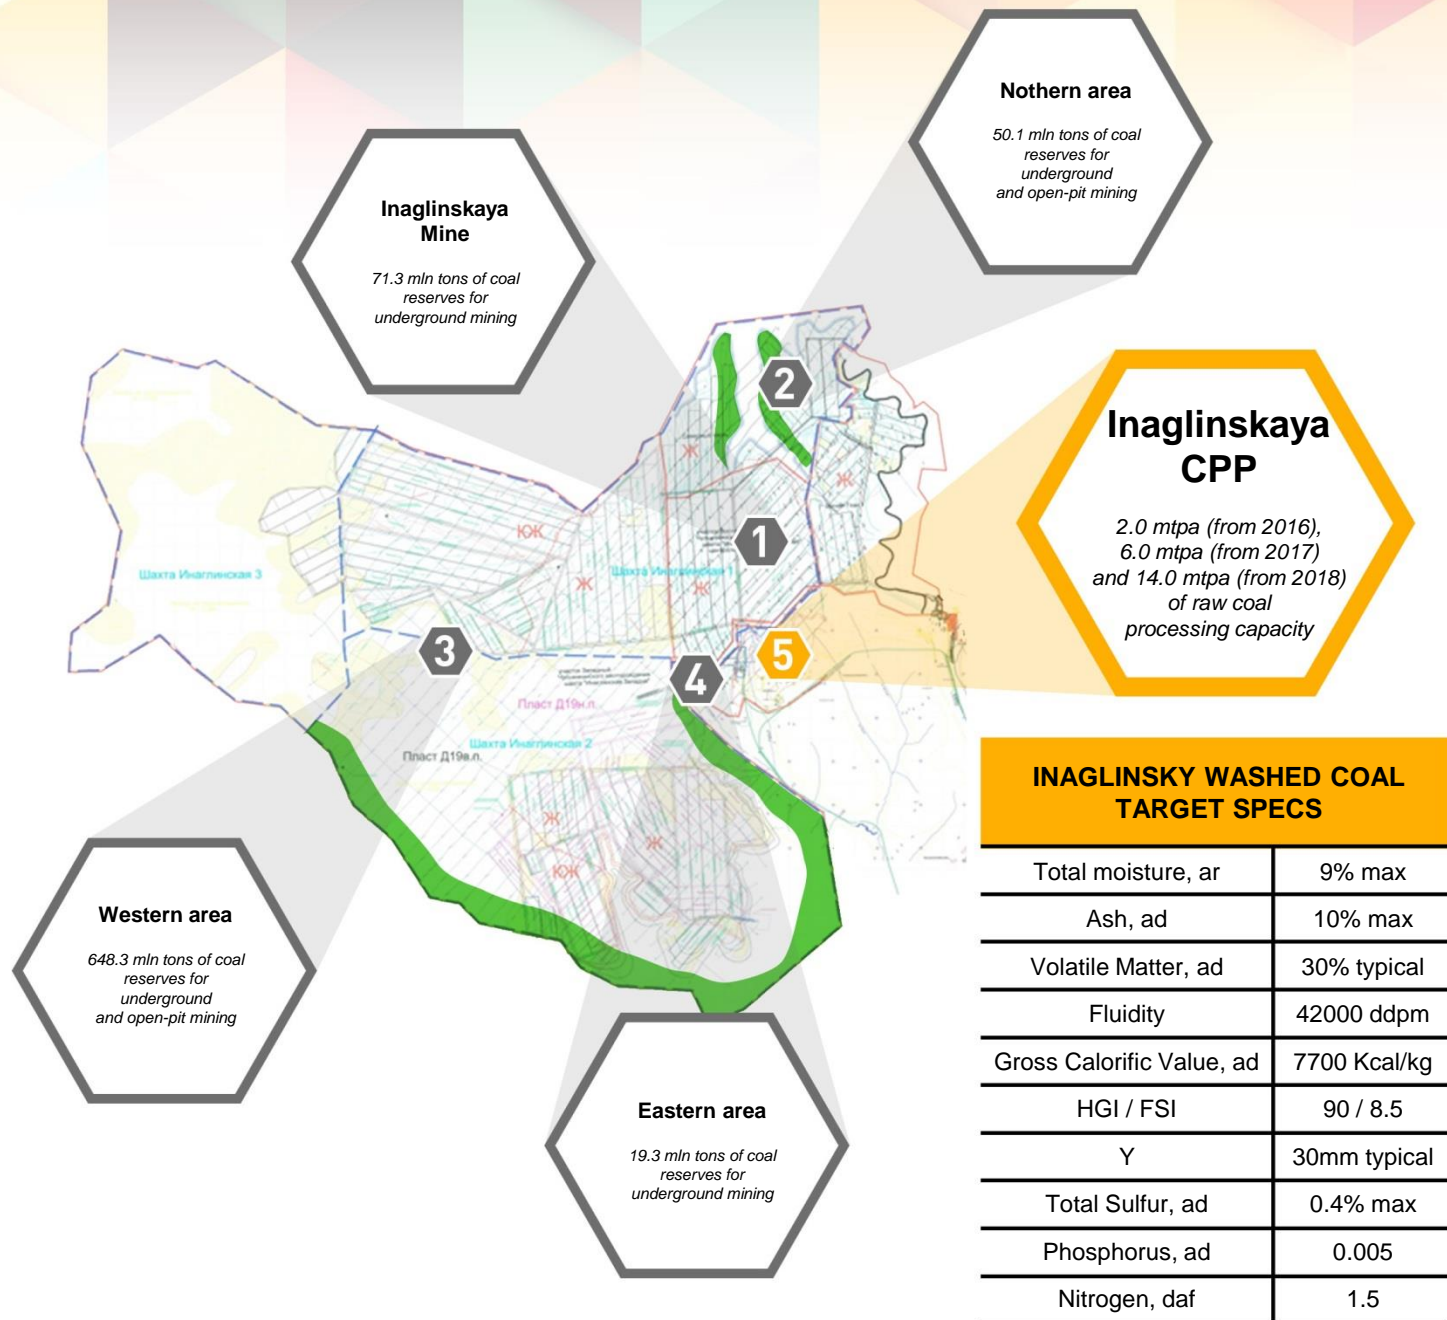 Nothern area
50.1 mln tons of coal
reserves for
underground
and open-pit mining
Inaglinskaya
Mine
71.3 mln tons of coal
reserves for
underground mining
Inaglinskaya
CPP
2.0 mtpa (from 2016),
6.0 mtpa (from 2017)
and 14.0 mtpa (from 2018)
of raw coal
processing capacity
2
Ж
Ж
1
КЖ
Шахта Инаглинская 3
Ж
Шахта Инаглинская 1
Ж
3
5
4
Пласт Д19н.п.
Шахта Инаглинская 2
Пласт Д19в.п.
Ж
Ж
КЖ
Western area
648.3 mln tons of coal
reserves for
underground
and open-pit mining
Eastern area
19.3 mln tons of coal
reserves for
underground mining
INAGLINSKY WASHED COAL
TARGET SPECS
Total moisture, ar 9% max
Ash, ad 10% max
Volatile Matter, ad 30% typical
Fluidity 42000 ddpm
Gross Calorific Value, ad 7700 Kcal/kg
HGI / FSI 90 / 8.5
Y 30mm typical
Total Sulfur, ad 0.4% max
Phosphorus, ad 0.005
Nitrogen, daf 1.5